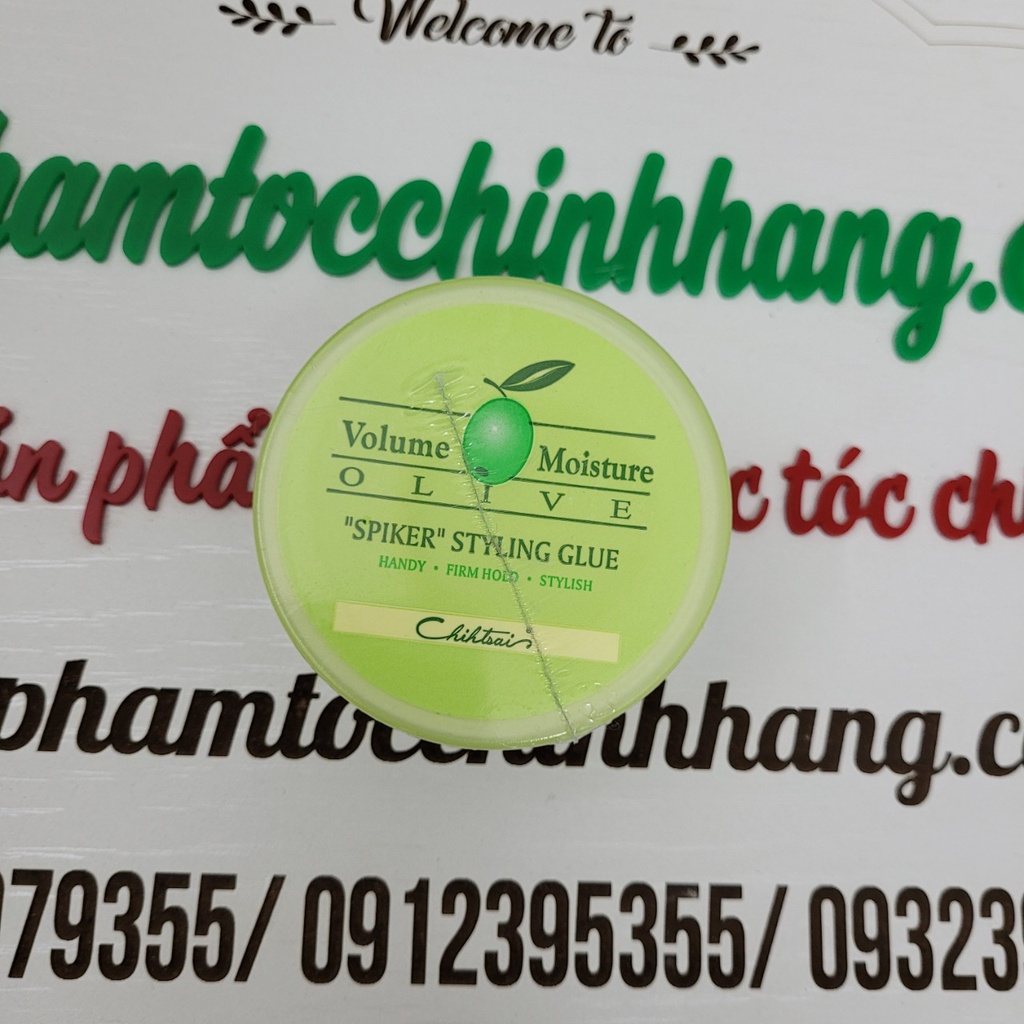 Welcome To
hamtocchinhhang.c
Volume Moisture
OLIVE
"SPIKER" STYLING GLUE
HANDY • FIRM HOLD • STYLISH
Chihtsai
phẩ
tóc
phamtocchinhhang.c
79355/ 0912395355/ 09323